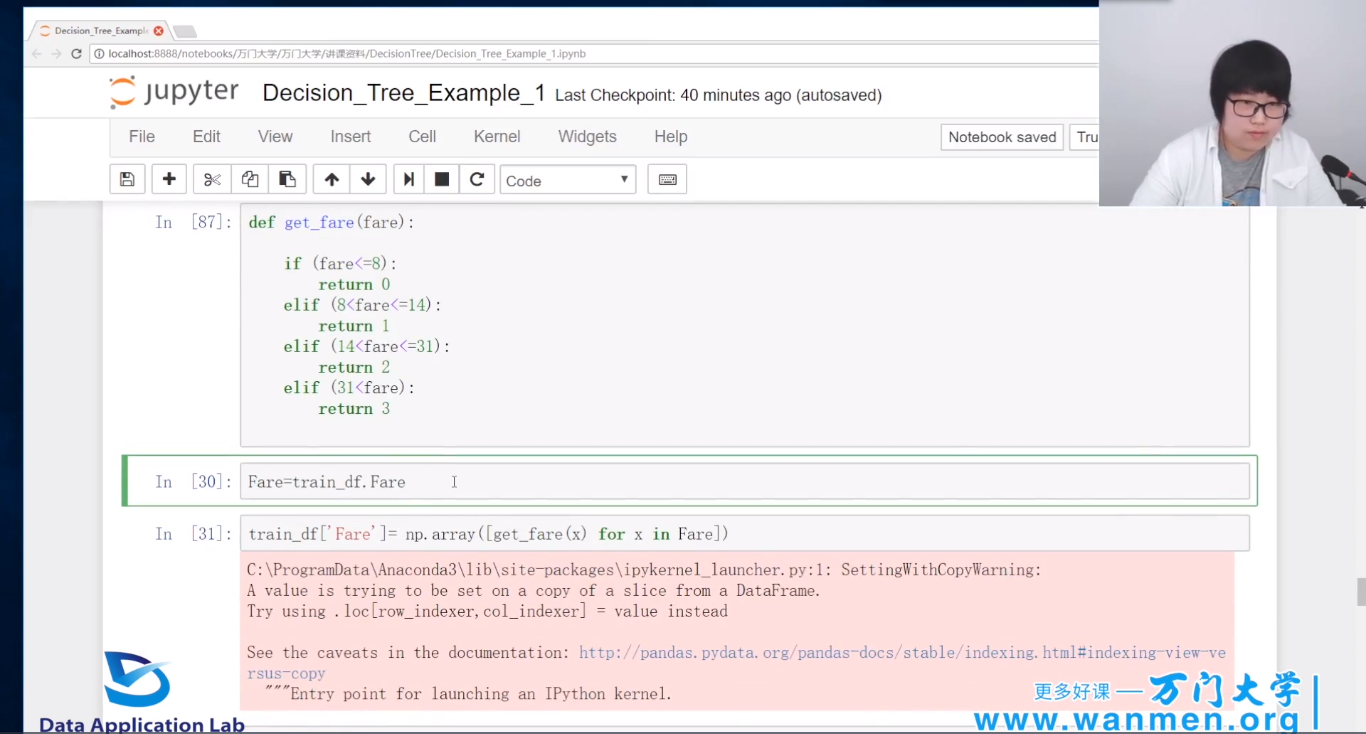 Decision_Tree_Example
localhost:8888/notebooks/万门大学/万门大学/讲课资料/DecisionTree/Decision_Tree_Example_1.ipynb
jupyter Decision_Tree_Example_1 Last Checkpoint: 40 minutes ago (autosaved)
File Edit View Insert Cell Kernel Widgets Help Notebook saved Tru
Code
In [87]: def get_fare(fare):
if (fare<=8):
return 0
elif (8<fare<=14):
return 1
elif (14<fare<=31):
return 2
elif (31<fare):
return 3
In [30]: Fare=train_df.Fare
In [31]: train_df['Fare']= np.array([get_fare(x) for x in Fare])
C:\ProgramData\Anaconda3\lib\site-packages\ipykernel_launcher.py:1: SettingWithCopyWarning:
A value is trying to be set on a copy of a slice from a DataFrame.
Try using .loc[row_indexer,col_indexer] = value instead
See the caveats in the documentation: http://pandas.pydata.org/pandas-docs/stable/indexing.html#indexing-view-ve
rsus-copy
"""Entry point for launching an IPython kernel.
更多好课 — 万门大学
www.wanmen.org
Data Application Lab